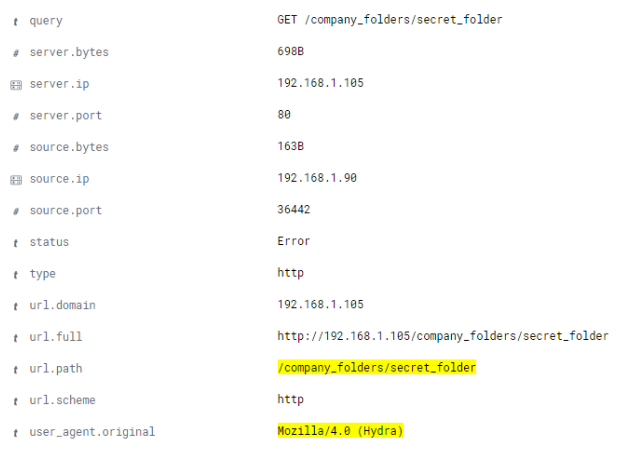 t query GET /company_folders/secret_folder
# server.bytes 698B
server.ip 192.168.1.105
# server.port 80
# source.bytes 163B
source.ip 192.168.1.90
# source.port 36442
t status Error
t type http
t url.domain 192.168.1.105
t url.full http://192.168.1.105/company_folders/secret_folder
t url.path /company_folders/secret_folder
t url.scheme http
t user_agent.original Mozilla/4.0 (Hydra)